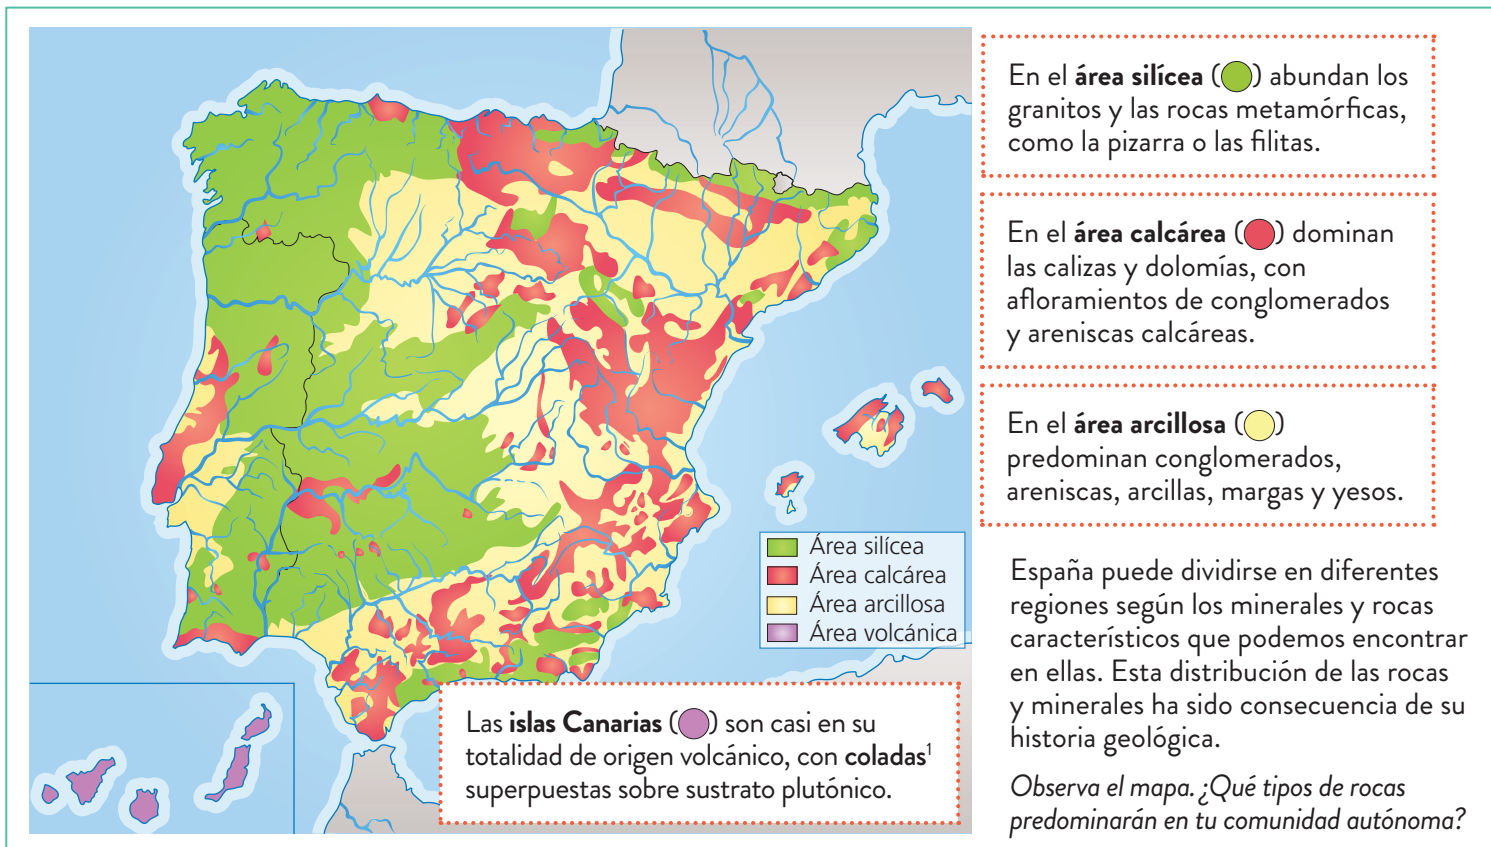 En el área silícea ( ) abundan los
granitos y las rocas metamórficas,
como la pizarra o las filitas.
En el área calcárea ( ) dominan
las calizas y dolomías, con
afloramientos de conglomerados
y areniscas calcáreas.
En el área arcillosa ( )
predominan conglomerados,
areniscas, arcillas, margas y yesos.
Área silícea
Área calcárea
Área arcillosa
Área volcánica
Las islas Canarias ( ) son casi en su
totalidad de origen volcánico, con coladas¹
superpuestas sobre sustrato plutónico.
España puede dividirse en diferentes
regiones según los minerales y rocas
característicos que podemos encontrar
en ellas. Esta distribución de las rocas
y minerales ha sido consecuencia de su
historia geológica.
Observa el mapa. ¿Qué tipos de rocas
predominarán en tu comunidad autónoma?